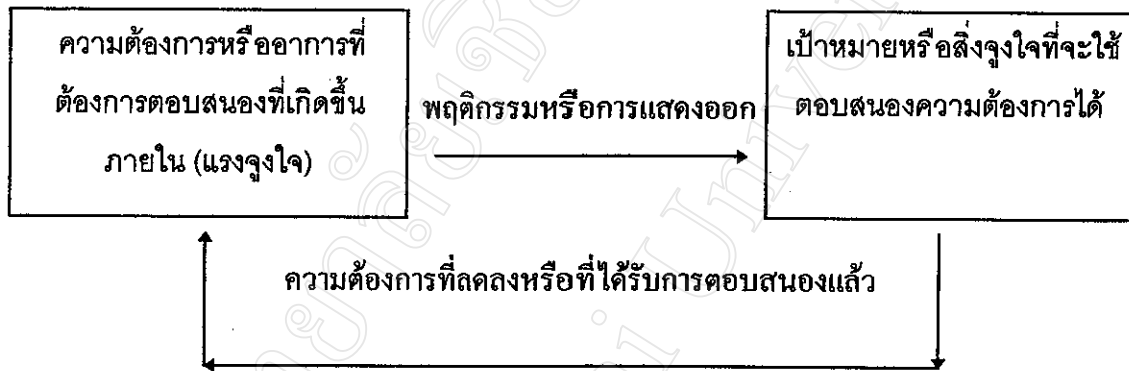 ความต้องการหรืออาการที่
ต้องการตอบสนองที่เกิดขึ้น
ภายใน (แรงจูงใจ)
พฤติกรรมหรือการแสดงออก
เป้าหมายหรือสิ่งจูงใจที่จะใช้
ตอบสนองความต้องการได้
ความต้องการที่ลดลงหรือที่ได้รับการตอบสนองแล้ว